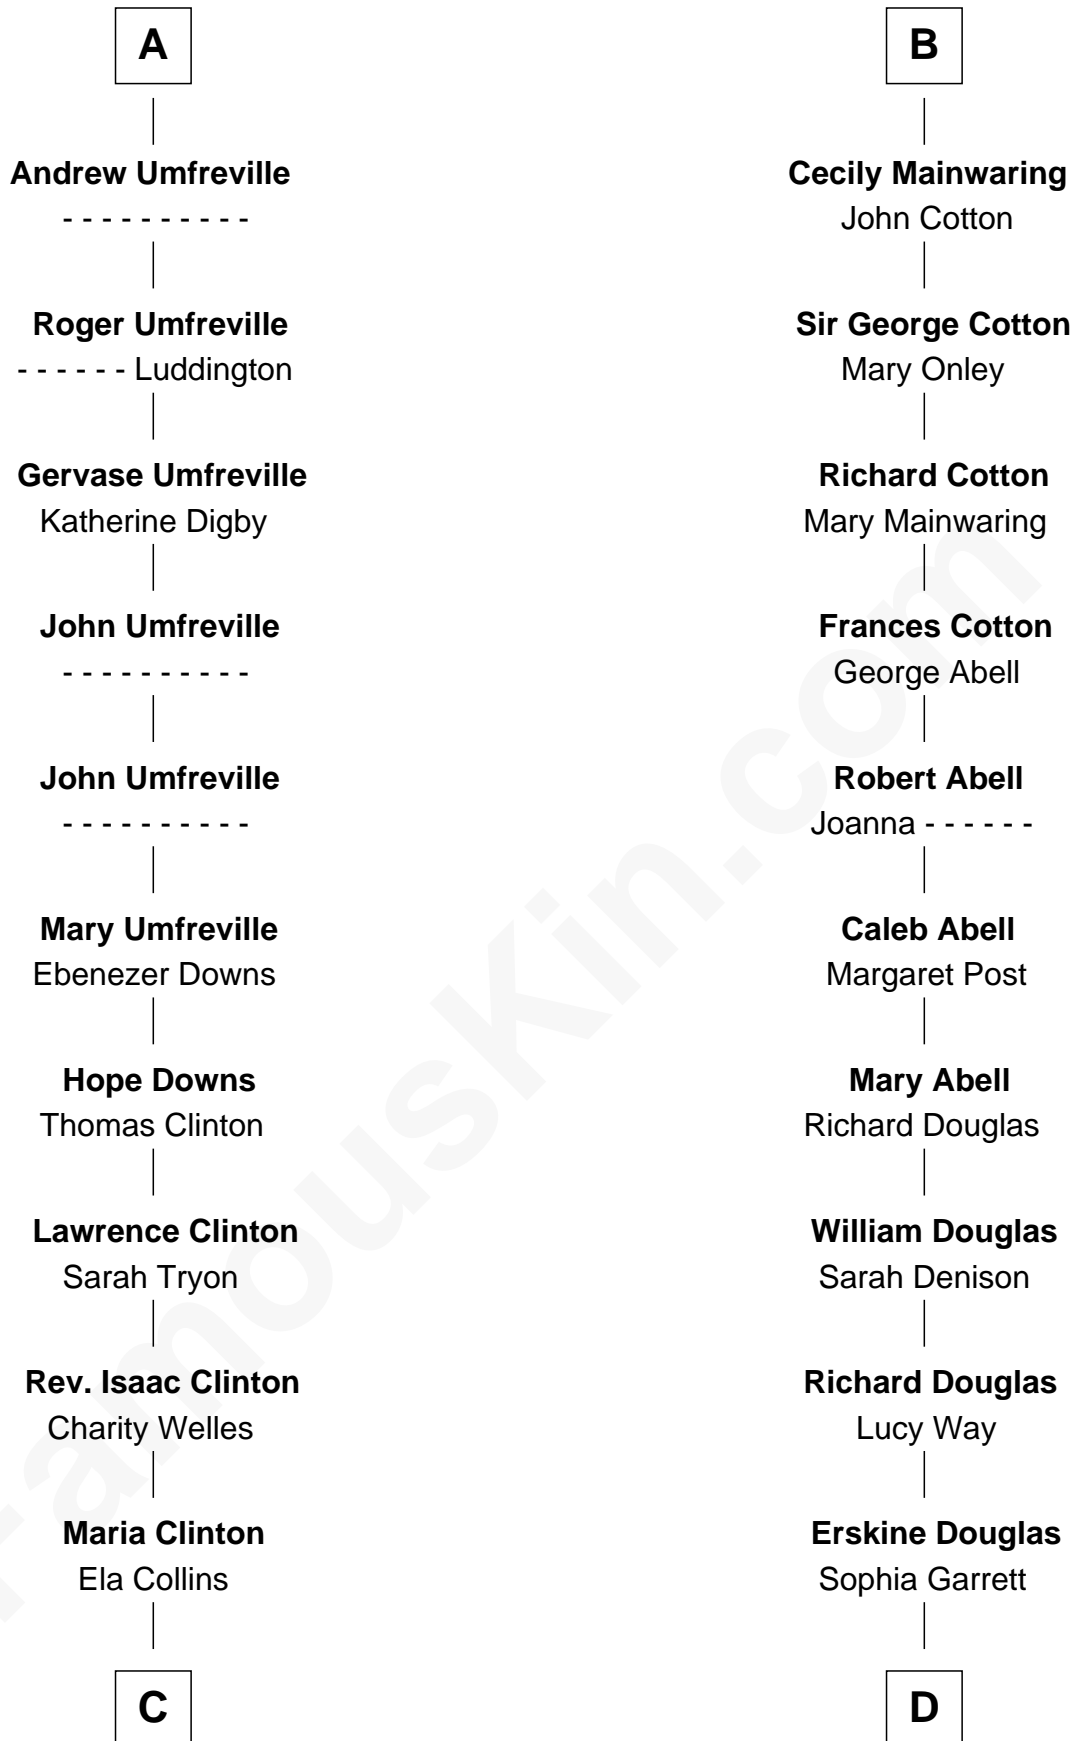 A
Andrew Umfreville
- - - - - - - - - -
Roger Umfreville
- - - - - - Luddington
Gervase Umfreville
Katherine Digby
John Umfreville
- - - - - - - - - -
John Umfreville
- - - - - - - - - -
Mary Umfreville
Ebenezer Downs
Hope Downs
Thomas Clinton
Lawrence Clinton
Sarah Tryon
Rev. Isaac Clinton
Charity Welles
Maria Clinton
Ela Collins
C
B
Cecily Mainwaring
John Cotton
Sir George Cotton
Mary Onley
Richard Cotton
Mary Mainwaring
Frances Cotton
George Abell
Robert Abell
Joanna - - - - - -
Caleb Abell
Margaret Post
Mary Abell
Richard Douglas
William Douglas
Sarah Denison
Richard Douglas
Lucy Way
Erskine Douglas
Sophia Garrett
D
FamousKin.com